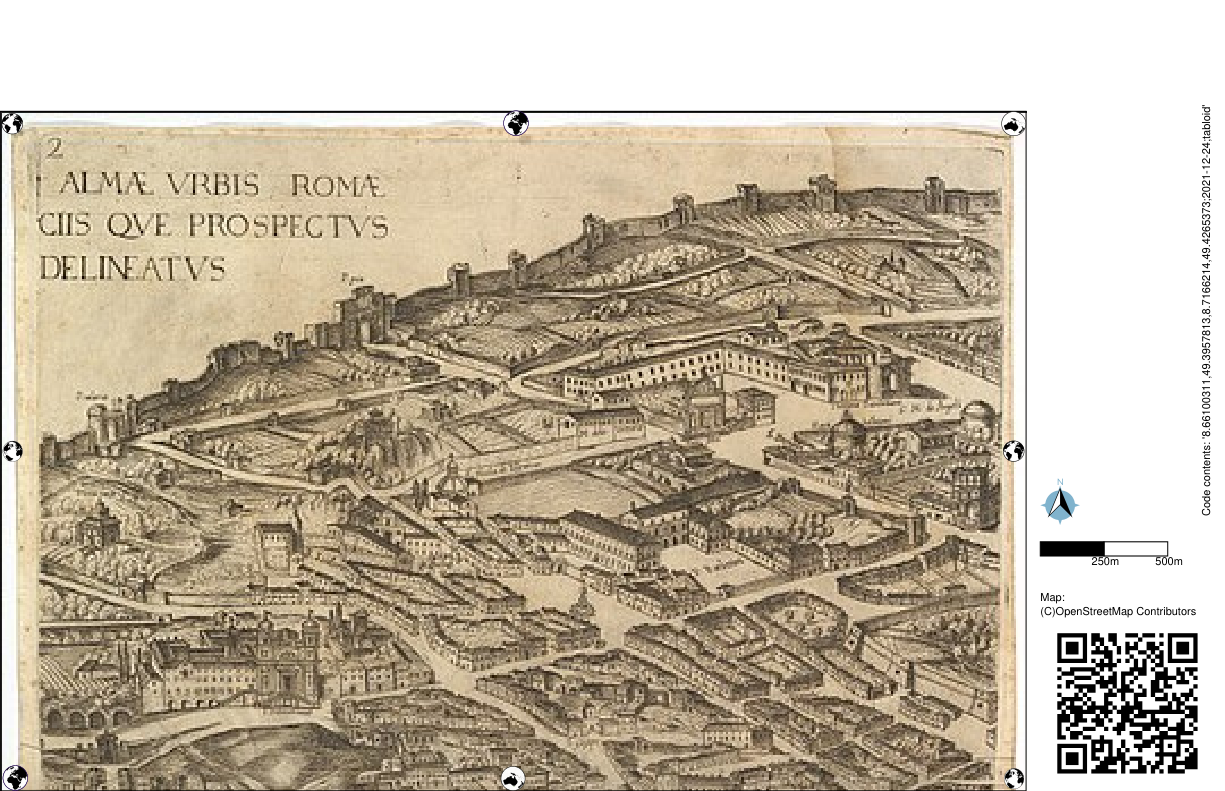 2
ALMÆ VRBIS ROMÆ
CIIS QVE PROSPECTVS
DELINEATVS
N
250m
500m
Map:
(C)OpenStreetMap Contributors
Code contents: '8.66100311,49.3957813,8.7166214,49.4265373;2021-12-24;tabloid'